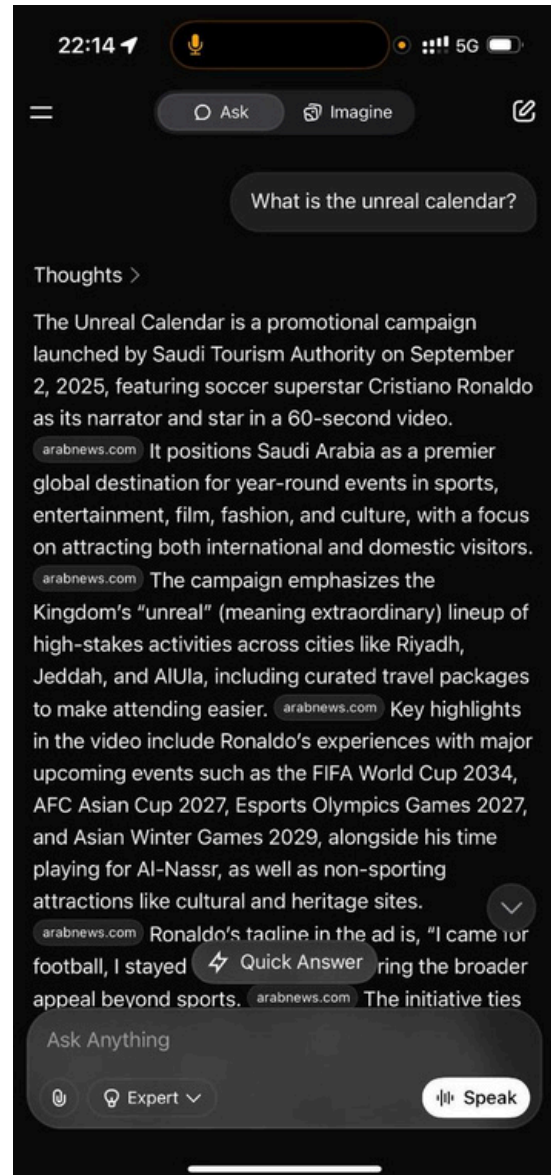 22:14
5G
Ask
Imagine
What is the unreal calendar?
Thoughts >
The Unreal Calendar is a promotional campaign
launched by Saudi Tourism Authority on September
2, 2025, featuring soccer superstar Cristiano Ronaldo
as its narrator and star in a 60-second video.
arabnews.com It positions Saudi Arabia as a premier
global destination for year-round events in sports,
entertainment, film, fashion, and culture, with a focus
on attracting both international and domestic visitors.
arabnews.com The campaign emphasizes the
Kingdom's "unreal" (meaning extraordinary) lineup of
high-stakes activities across cities like Riyadh,
Jeddah, and AlUla, including curated travel packages
to make attending easier. arabnews.com Key highlights
in the video include Ronaldo's experiences with major
upcoming events such as the FIFA World Cup 2034,
AFC Asian Cup 2027, Esports Olympics Games 2027,
and Asian Winter Games 2029, alongside his time
playing for Al-Nassr, as well as non-sporting
attractions like cultural and heritage sites.
arabnews.com Ronaldo's tagline in the ad is, "I came for
football, I stayed Quick Answer ring the broader
appeal beyond sports. arabnews.com The initiative ties
Ask Anything
Expert
Speak